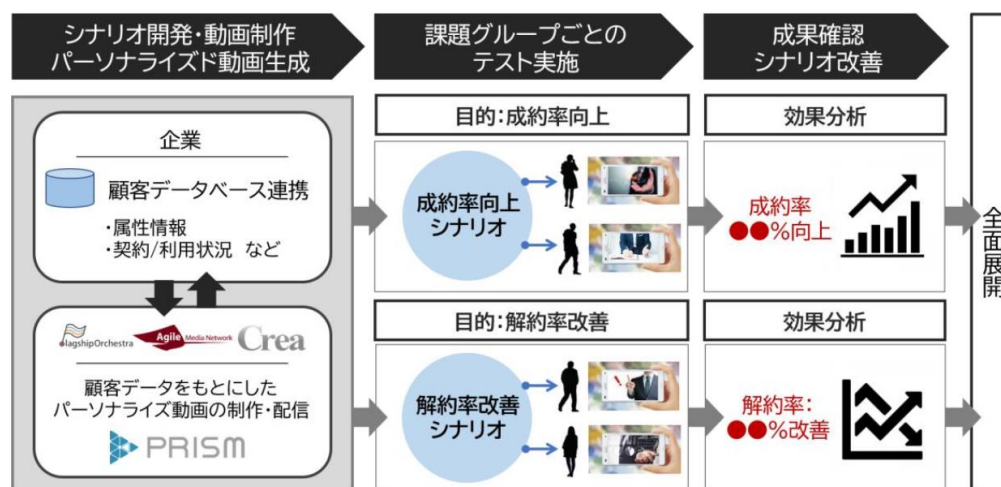 シナリオ開発・動画制作
パーソナライズド動画生成
課題グループごとの
テスト実施
成果確認
シナリオ改善
企業
顧客データベース連携
・属性情報
・契約/利用状況 など
FlagshipOrchestra
Agile Media Network
Crea
顧客データをもとにした
パーソナライズ動画の制作・配信
PRISM
目的:成約率向上
成約率向上
シナリオ
効果分析
成約率
●●%向上
目的:解約率改善
解約率改善
シナリオ
効果分析
解約率:
●●%改善
全面展開